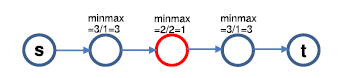 minmax
=3/1=3
minmax
=2/2=1
minmax
=3/1=3
s
t